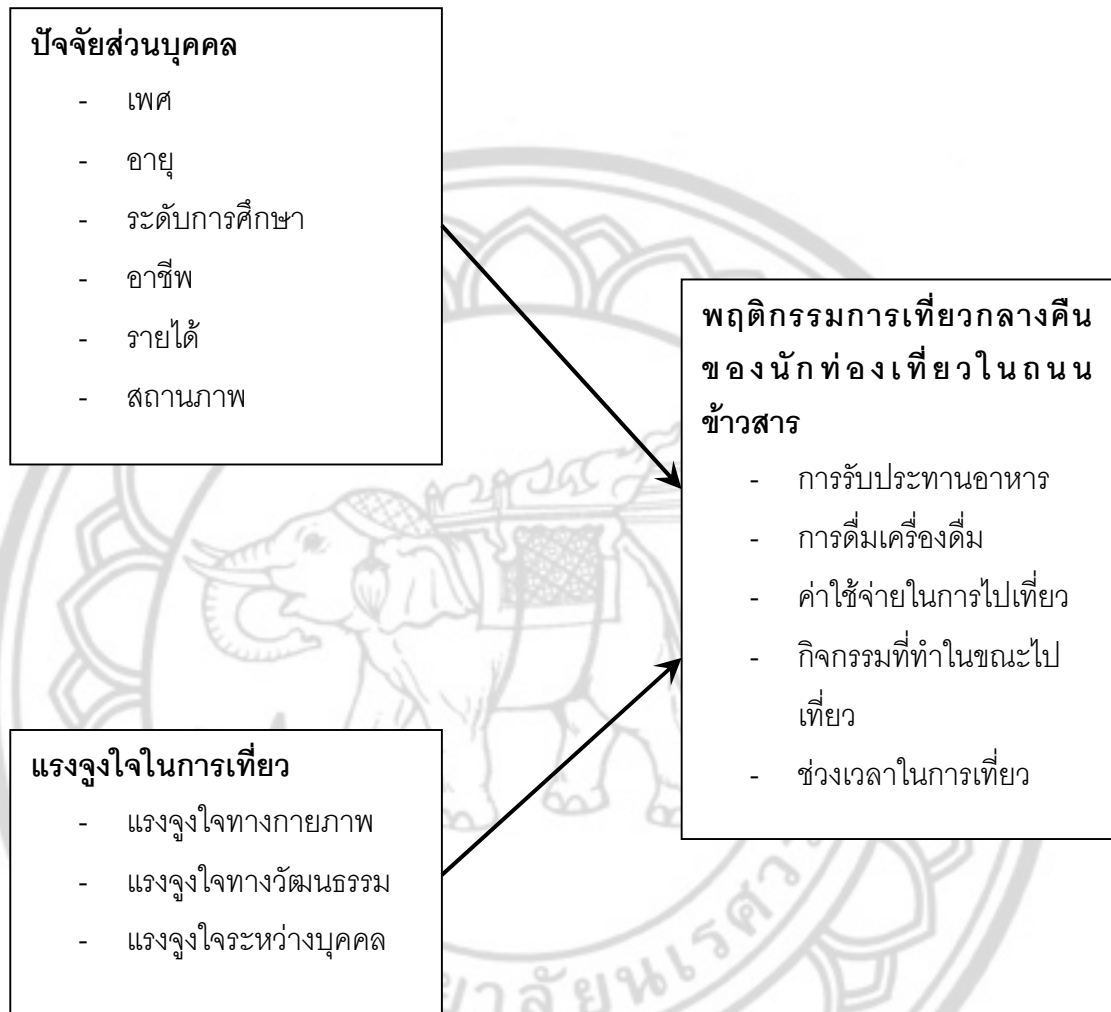 ปัจจัยส่วนบุคคล
- เพศ
- อายุ
- ระดับการศึกษา
- อาชีพ
- รายได้
- สถานภาพ
พฤติกรรมการเที่ยวกลางคืน
ของนักท่องเที่ยวในถนน
ข้าวสาร
- การรับประทานอาหาร
- การดื่มเครื่องดื่ม
- ค่าใช้จ่ายในการไปเที่ยว
- กิจกรรมที่ทำในขณะไป
เที่ยว
- ช่วงเวลาในการเที่ยว
แรงจูงใจในการเที่ยว
- แรงจูงใจทางกายภาพ
- แรงจูงใจทางวัฒนธรรม
- แรงจูงใจระหว่างบุคคล